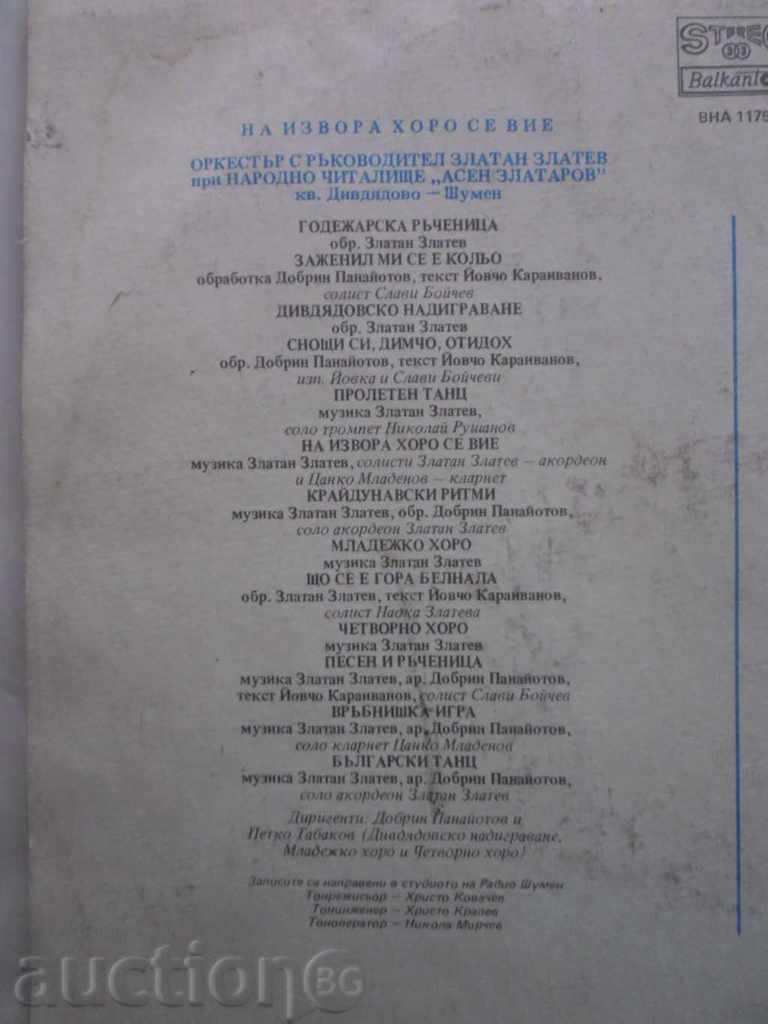 STEREO
Balkanto
ВНА 1176
НА ИЗВОРА ХОРО СЕ ВИЕ
ОРКЕСТЪР С РЪКОВОДИТЕЛ ЗЛАТАН ЗЛАТЕВ
при НАРОДНО ЧИТАЛИЩЕ „АСЕН ЗЛАТАРОВ”
кв. Дивдядово — Шумен
ГОДЕЖАРСКА РЪЧЕНИЦА
обр. Златан Златев
ЗАЖЕНИЛ МИ СЕ Е КОЛЬО
обработка Добрин Панайотов, текст Йовчо Караиванов,
солист Слави Бойчев
ДИВДЯДОВСКО НАДИГРАВАНЕ
обр. Златан Златев
СНОЩИ СИ, ДИМЧО, ОТИДОХ
обр. Добрин Панайотов, текст Йовчо Караиванов,
изп. Йовка и Слави Бойчеви
ПРОЛЕТЕН ТАНЦ
музика Златан Златев,
соло тромпет Николай Рушанов
НА ИЗВОРА ХОРО СЕ ВИЕ
музика Златан Златев, солисти Златан Златев — акордеон
и Цанко Младенов — кларнет
КРАЙДУНАВСКИ РИТМИ
музика Златан Златев, обр. Добрин Панайотов,
соло акордеон Златан Златев
МЛАДЕЖКО ХОРО
музика Златан Златев
ЩО СЕ Е ГОРА БЕЛНАЛА
обр. Златан Златев, текст Йовчо Караиванов,
солист Надка Златева
ЧЕТВОРНО ХОРО
музика Златан Златев
ПЕСЕН И РЪЧЕНИЦА
музика Златан Златев, ар. Добрин Панайотов,
текст Йовчо Караиванов, солист Слави Бойчев
ВРЪБНИШКА ИГРА
музика Златан Златев, ар. Добрин Панайотов,
соло кларнет Цанко Младенов
БЪЛГАРСКИ ТАНЦ
музика Златан Златев, ар. Добрин Панайотов,
соло акордеон Златан Златев
Диригенти: Добрин Панайотов и
Петко Табаков (Дивдядовско надиграване,
Младежко хоро и Четворно хоро)
Записите са направени в студиото на Радио Шумен
Тонрежисьор — Христо Ковачев
Тонинженер — Христо Кралев
Тоноператор — Никола Мирчев
auction BG